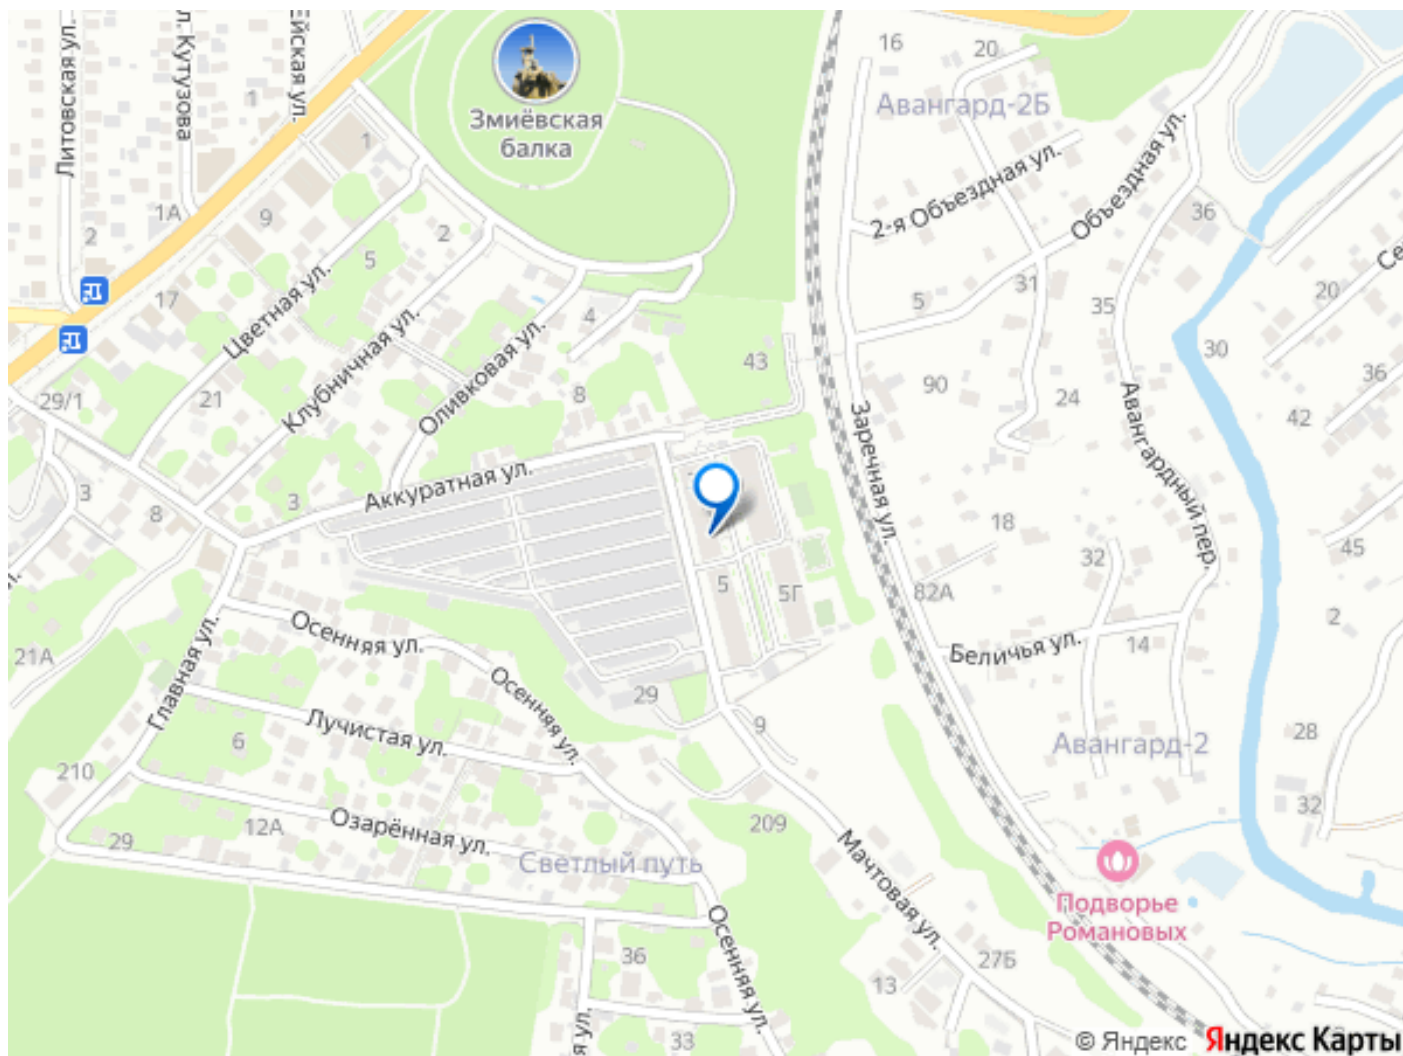 Литовская ул.
ул. Кутузова
ейская ул.
1
1
1А
2
9
17
Змиёвская
балка
2
5
4
8
43
16
20
Авангард-2Б
2-я Объездная ул.
Объездная ул.
36
5
31
35
30
20
36
42
45
Се
Цветная ул.
Клубничная ул.
Оливковая ул.
29/1
21
3
8
3
Аккуратная ул.
Заречная ул.
90
24
18
32
82А
Авангардный пер.
Беличья ул.
14
2
28
32
Авангард-2
5
5Г
29
9
209
21А
Главная ул.
Осенняя ул.
Осенняя ул.
Лучистая ул.
6
210
29
12А
Озарённая ул.
Светлый путь
Осенняя ул.
36
33
Мачтовая ул.
13
27Б
Подворье
Романовых
© Яндекс
Яндекс Карты